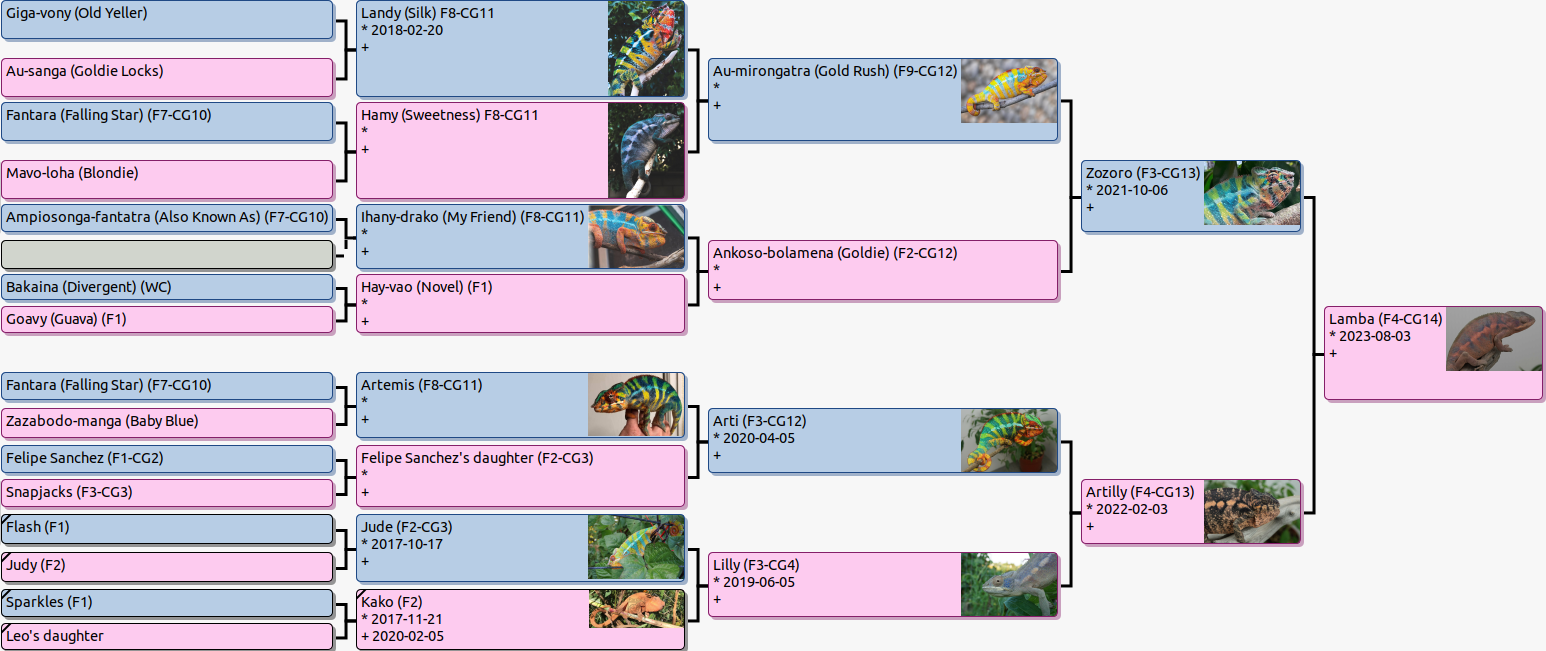 Giga-vony (Old Yeller)
Au-sanga (Goldie Locks)
Fantara (Falling Star) (F7-CG10)
Mavo-loha (Blondie)
Ampiosonga-fantatra (Also Known As) (F7-CG10)
Bakaina (Divergent) (WC)
Goavy (Guava) (F1)
Fantara (Falling Star) (F7-CG10)
Zazabodo-manga (Baby Blue)
Felipe Sanchez (F1-CG2)
Snapjacks (F3-CG3)
Flash (F1)
Judy (F2)
Sparkles (F1)
Leo's daughter
Landy (Silk) F8-CG11
* 2018-02-20
+
Hamy (Sweetness) F8-CG11
*
+
Ihany-drako (My Friend) (F8-CG11)
*
+
Hay-vao (Novel) (F1)
*
+
Artemis (F8-CG11)
*
+
Felipe Sanchez's daughter (F2-CG3)
*
+
Jude (F2-CG3)
* 2017-10-17
+
Kako (F2)
* 2017-11-21
+ 2020-02-05
Au-mirongatra (Gold Rush) (F9-CG12)
*
+
Ankoso-bolamena (Goldie) (F2-CG12)
*
+
Arti (F3-CG12)
* 2020-04-05
+
Lilly (F3-CG4)
* 2019-06-05
+
Zozoro (F3-CG13)
* 2021-10-06
+
Artilly (F4-CG13)
* 2022-02-03
+
Lamba (F4-CG14)
* 2023-08-03
+